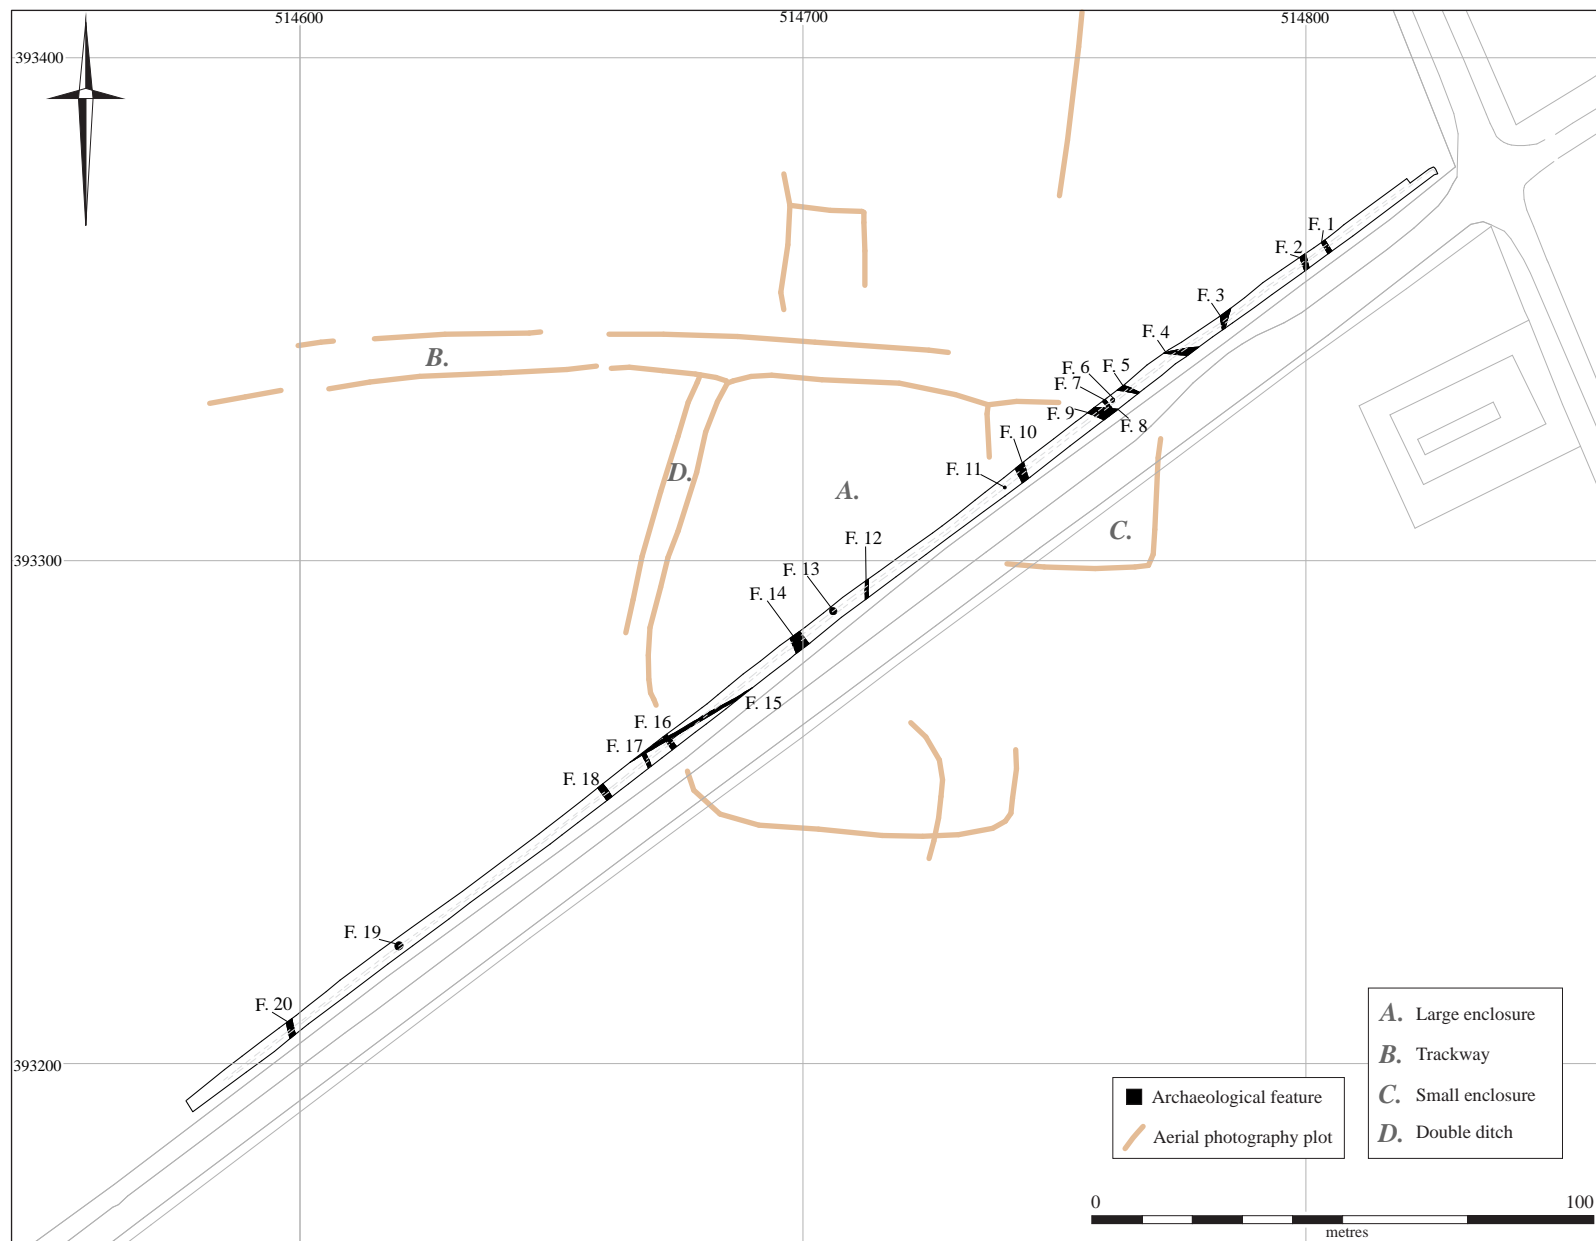 514600
514700
514800
393400
F. 1
F. 2
F. 3
F. 4
B.
F. 5
F. 6
F. 7
F. 9
F. 8
F. 10
F. 11
D.
A.
C.
F. 12
393300
F. 13
F. 14
F. 15
F. 16
F. 17
F. 18
F. 19
F. 20
393200
A. Large enclosure
B. Trackway
C. Small enclosure
D. Double ditch
Archaeological feature
Aerial photography plot
0 100
metres